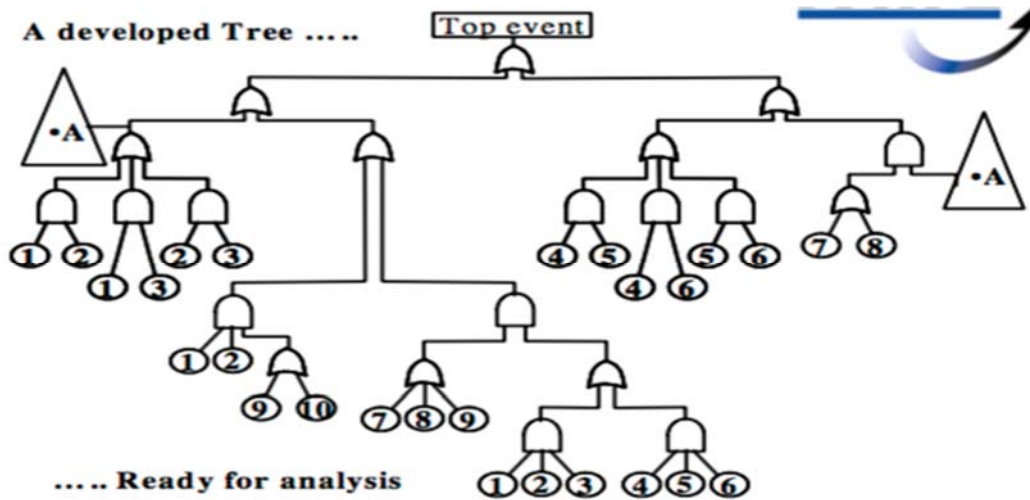 A developed Tree .....
Top event
•A
•A
1 2 2 3
4 5 5 6
7 8
1 3
4 6
1 2
9 10
7 8 9
1 2 3 4 5 6
..... Ready for analysis